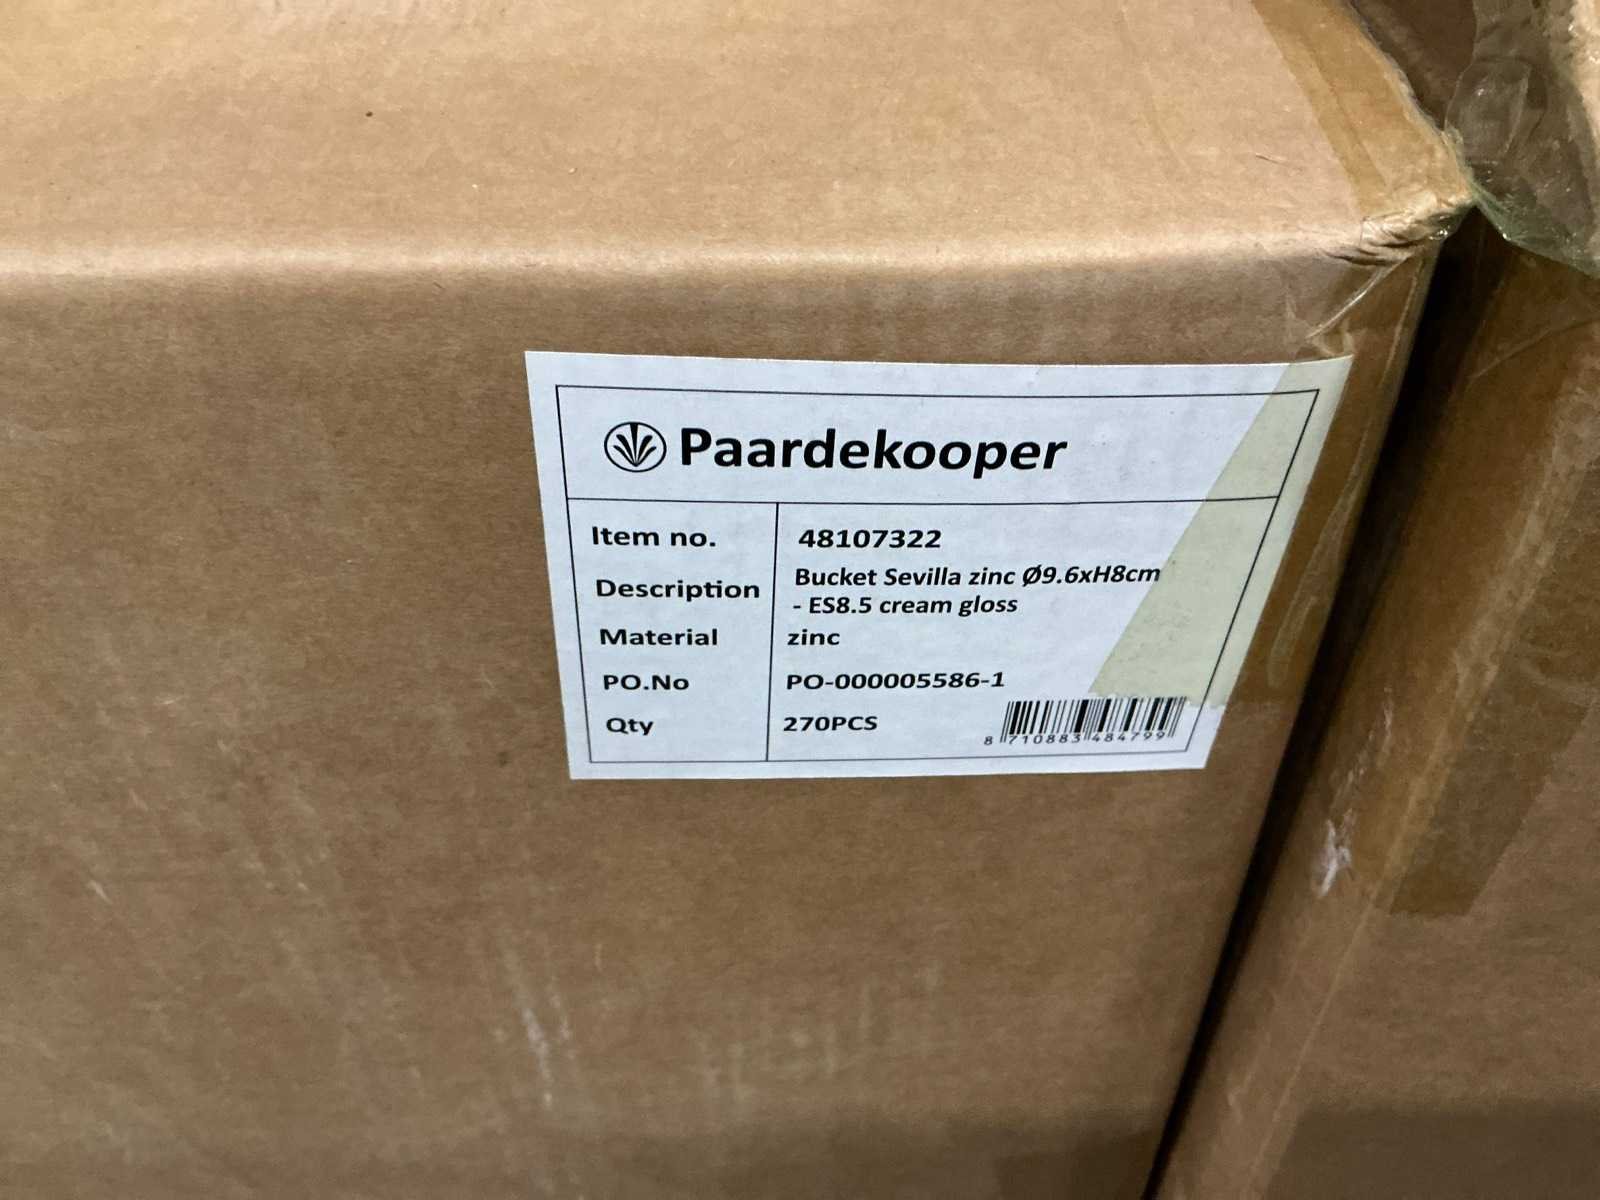 Paardekooper
Item no. 48107322
Description Bucket Sevilla zinc Ø9.6xH8cm
- ES8.5 cream gloss
Material zinc
PO.No PO-000005586-1
Qty 270PCS
8 710883 484799